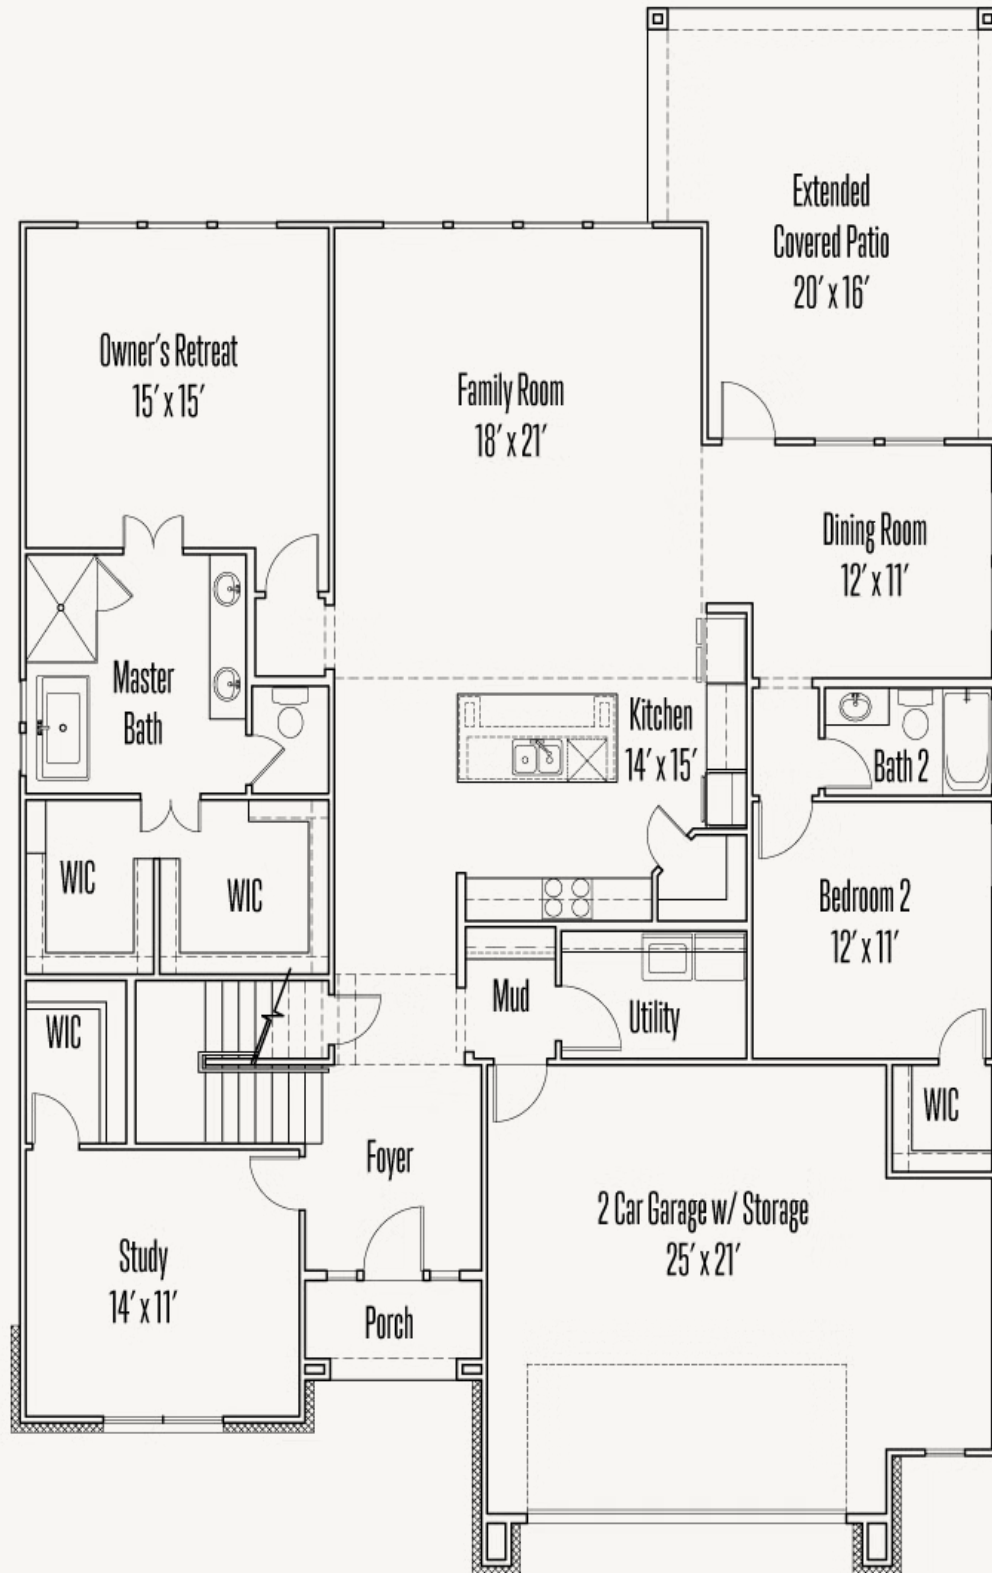 Extended
Covered Patio
20' x 16'
Owner's Retreat
15' x 15'
Family Room
18' x 21'
Dining Room
12' x 11'
Master
Bath
Kitchen
14' x 15'
Bath 2
WIC
WIC
Bedroom 2
12' x 11'
WIC
Mud
Utility
WIC
Foyer
2 Car Garage w/ Storage
25' x 21'
Study
14' x 11'
Porch